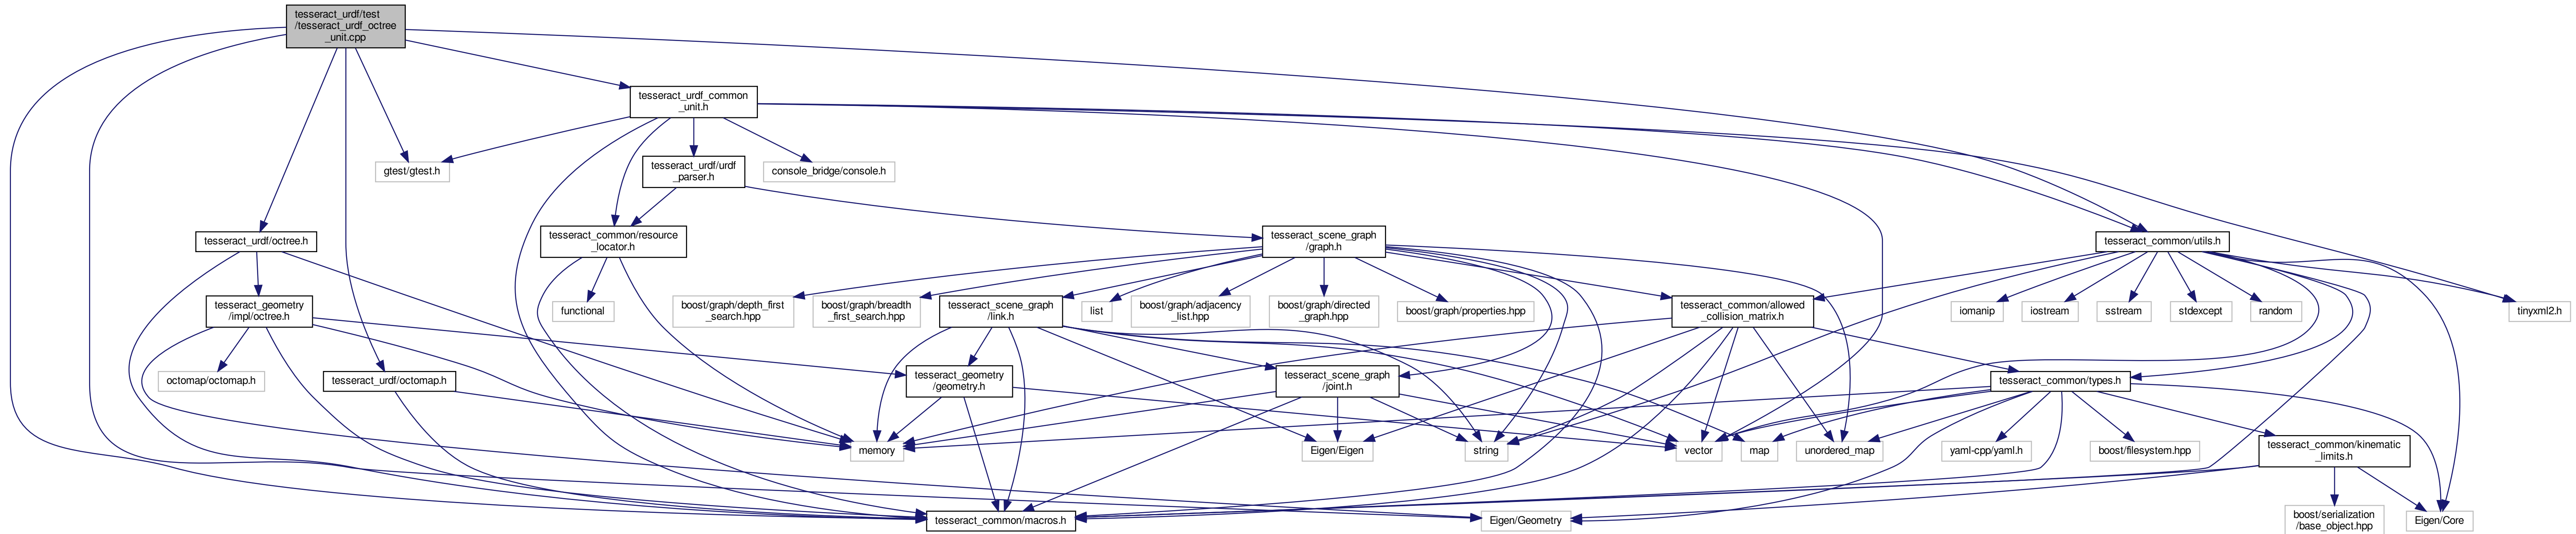 tesseract_urdf/test
/tesseract_urdf_octree
_unit.cpp
tesseract_urdf_common
_unit.h
gtest/gtest.h
tesseract_urdf/urdf
_parser.h
console_bridge/console.h
tesseract_urdf/octree.h
tesseract_common/resource
_locator.h
tesseract_scene_graph
/graph.h
tesseract_common/utils.h
tesseract_geometry
/impl/octree.h
functional
boost/graph/depth_first
_search.hpp
boost/graph/breadth
_first_search.hpp
tesseract_scene_graph
/link.h
list
boost/graph/adjacency
_list.hpp
boost/graph/directed
_graph.hpp
boost/graph/properties.hpp
tesseract_common/allowed
_collision_matrix.h
iomanip
iostream
sstream
stdexcept
random
tinyxml2.h
octomap/octomap.h
tesseract_urdf/octomap.h
tesseract_geometry
/geometry.h
tesseract_scene_graph
/joint.h
tesseract_common/types.h
memory
Eigen/Eigen
string
vector
map
unordered_map
yaml-cpp/yaml.h
boost/filesystem.hpp
tesseract_common/kinematic
_limits.h
tesseract_common/macros.h
Eigen/Geometry
boost/serialization
/base_object.hpp
Eigen/Core